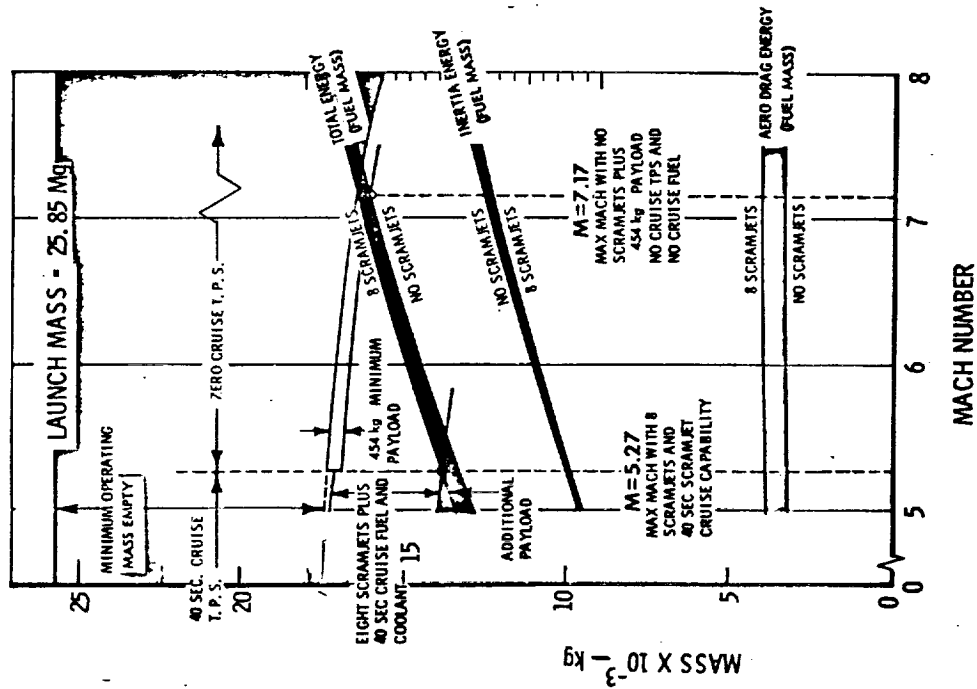 LAUNCH MASS = 25.85 Mg
MINIMUM OPERATING
MASS EMPTY
40 SEC. CRUISE
T.P.S.
ZERO CRUISE T.P.S.
EIGHT SCRAMJETS PLUS
40 SEC CRUISE FUEL AND
COOLANT
454 kg MINIMUM
PAYLOAD
ADDITIONAL
PAYLOAD
8 SCRAMJETS
NO SCRAMJETS
TOTAL ENERGY
(FUEL MASS)
NO SCRAMJETS
8 SCRAMJETS
INERTIA ENERGY
(FUEL MASS)
M=5.27
MAX MACH WITH 8
SCRAMJETS AND
40 SEC SCRAMJET
CRUISE CAPABILITY
M=7.17
MAX MACH WITH NO
SCRAMJETS PLUS
454 kg PAYLOAD
NO CRUISE TPS AND
NO CRUISE FUEL
8 SCRAMJETS
NO SCRAMJETS
AERO DRAG ENERGY
(FUEL MASS)
25
20
15
10
5
0
0
5
6
7
8
MASS X 10⁻³ — kg
MACH NUMBER